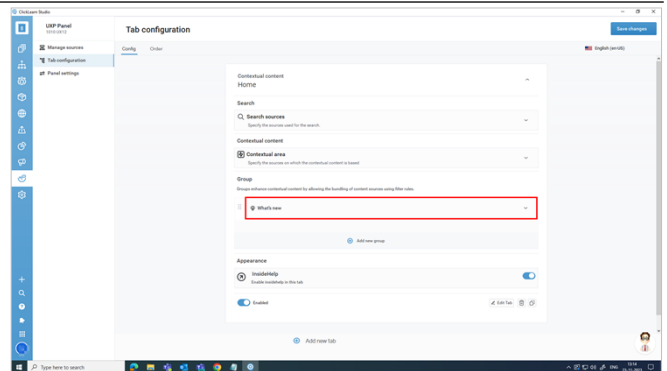 ClickLearn Studio
UKP Panel
Tab configuration
Save changes
Manage sources
Config Order
English (en-US)
Tab configuration
Panel settings
Contextual content
Home
Search
Search sources
Specify the sources used for the search
Contextual content
Contextual area
Specify the sources on which the contextual content is based
Group
Groups enhance contextual content by allowing the bundling of content sources using filter rules.
What's new
Add new group
Appearance
InsideHelp
Enable insidehelp in this tab
Enabled
Edit Tab
Add new tab
Type here to search
ENG